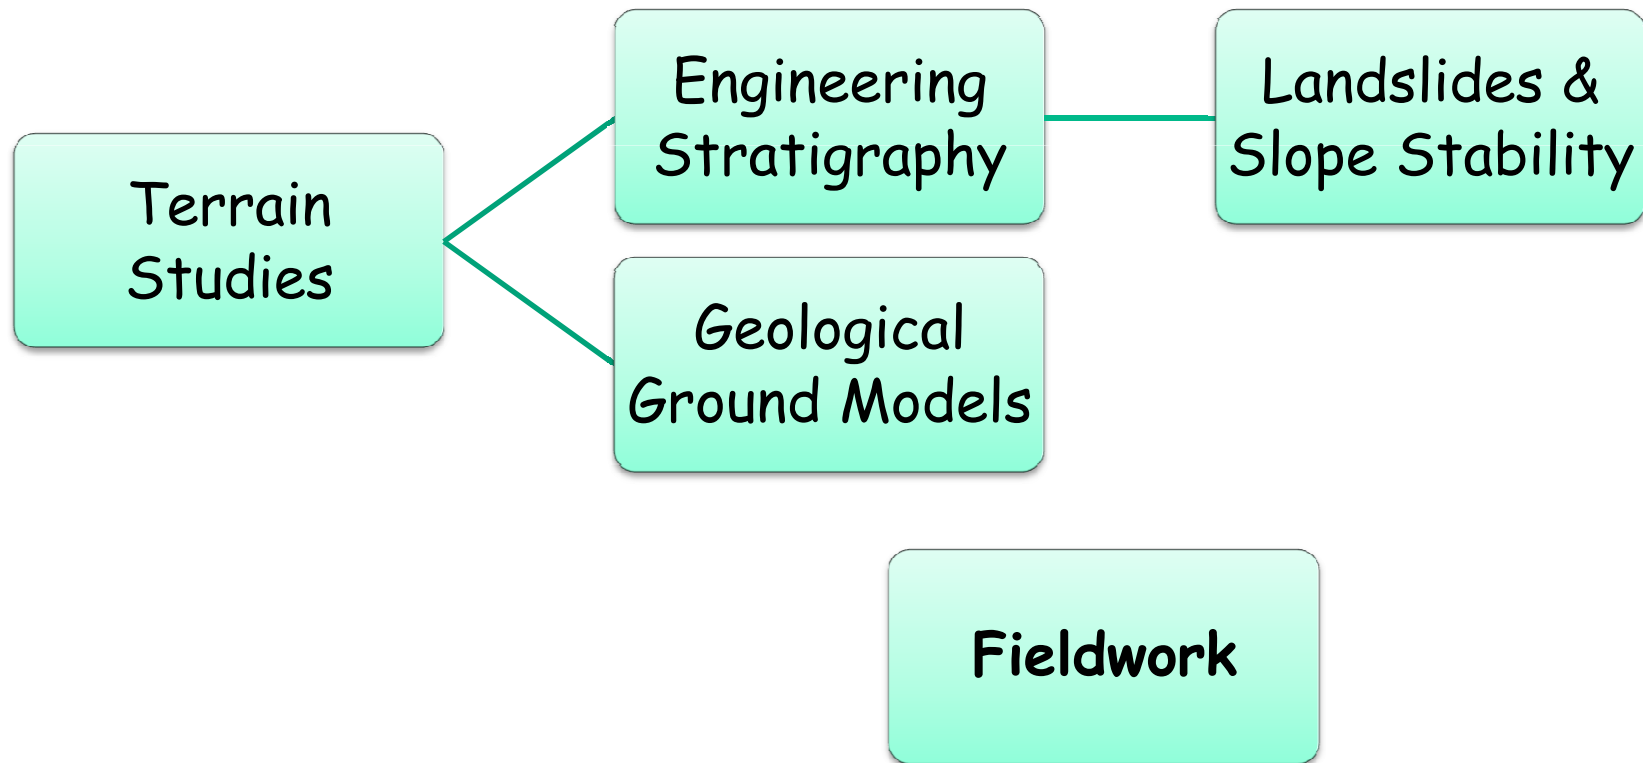 Terrain
Studies
Engineering
Stratigraphy
Landslides &
Slope Stability
Geological
Ground Models
Fieldwork